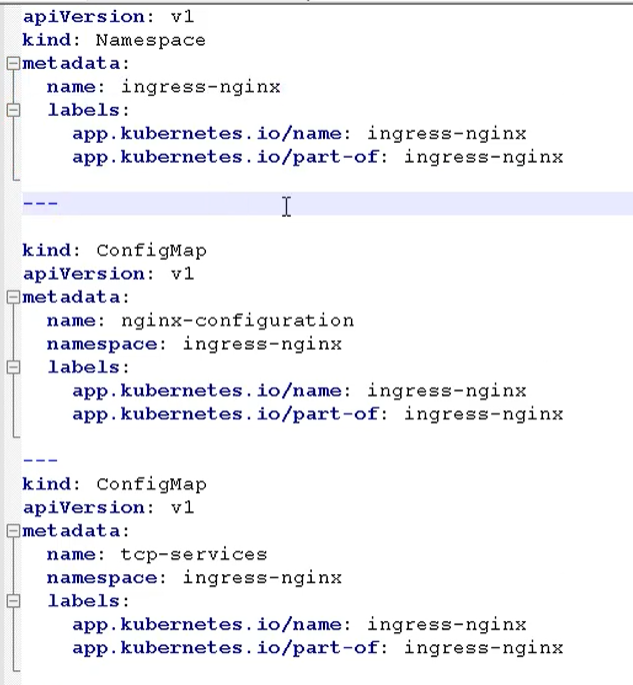 apiVersion: v1
kind: Namespace
metadata:
  name: ingress-nginx
  labels:
    app.kubernetes.io/name: ingress-nginx
    app.kubernetes.io/part-of: ingress-nginx
---
kind: ConfigMap
apiVersion: v1
metadata:
  name: nginx-configuration
  namespace: ingress-nginx
  labels:
    app.kubernetes.io/name: ingress-nginx
    app.kubernetes.io/part-of: ingress-nginx
---
kind: ConfigMap
apiVersion: v1
metadata:
  name: tcp-services
  namespace: ingress-nginx
  labels:
    app.kubernetes.io/name: ingress-nginx
    app.kubernetes.io/part-of: ingress-nginx